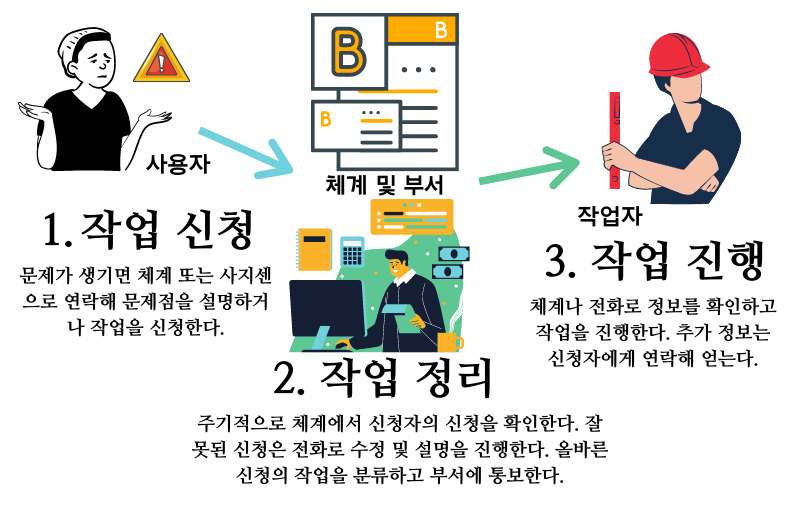 B
B
B
사용자
체계 및 부서
작업자
1. 작업 신청
문제가 생기면 체계 또는 사지센
으로 연락해 문제점을 설명하거
나 작업을 신청한다.
2. 작업 정리
주기적으로 체계에서 신청자의 신청을 확인한다. 잘
못된 신청은 전화로 수정 및 설명을 진행한다. 올바른
신청의 작업을 분류하고 부서에 통보한다.
3. 작업 진행
체계나 전화로 정보를 확인하고
작업을 진행한다. 추가 정보는
신청자에게 연락해 얻는다.